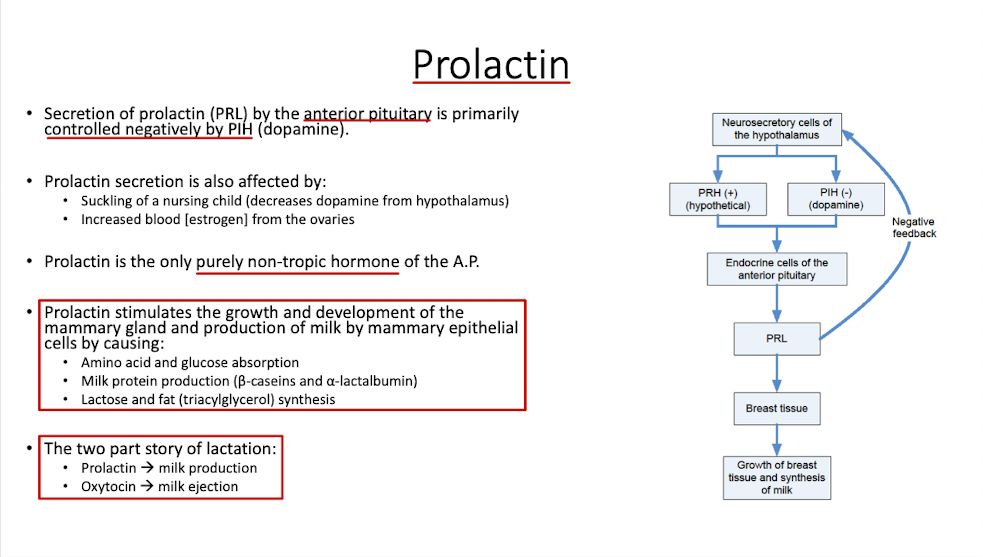 Prolactin
• Secretion of prolactin (PRL) by the anterior pituitary is primarily
controlled negatively by PIH (dopamine).
• Prolactin secretion is also affected by:
• Suckling of a nursing child (decreases dopamine from hypothalamus)
• Increased blood [estrogen] from the ovaries
• Prolactin is the only purely non-tropic hormone of the A.P.
• Prolactin stimulates the growth and development of the
mammary gland and production of milk by mammary epithelial
cells by causing:
• Amino acid and glucose absorption
• Milk protein production (β-caseins and α-lactalbumin)
• Lactose and fat (triacylglycerol) synthesis
• The two part story of lactation:
• Prolactin → milk production
• Oxytocin → milk ejection
Neurosecretory cells of
the hypothalamus
PRH (+)
(hypothetical)
PIH (-)
(dopamine)
Negative
feedback
Endocrine cells of the
anterior pituitary
PRL
Breast tissue
Growth of breast
tissue and synthesis
of milk